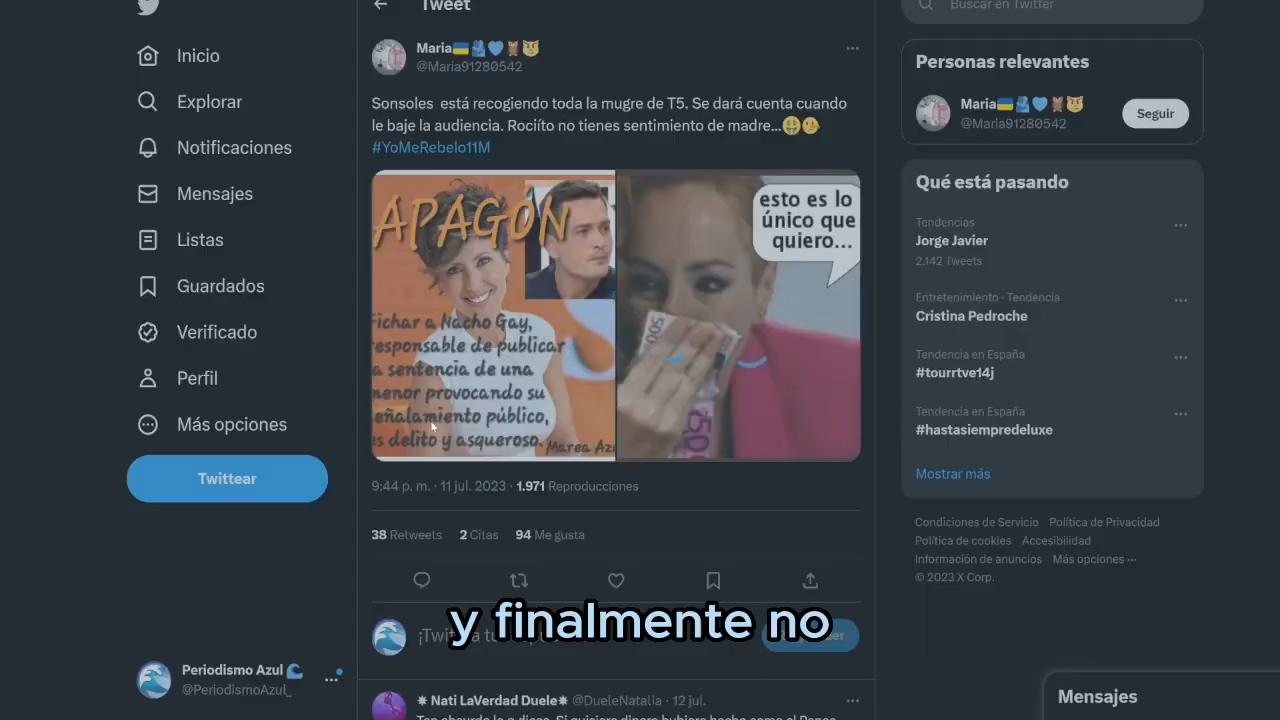 Tweet
Buscar en Twitter
Inicio
Explorar
Notificaciones
Mensajes
Listas
Guardados
Verificado
Perfil
Más opciones
Twittear
Periodismo Azul
@PeriodismoAzul_
Maria
@Maria91280542
Sonsoles está recogiendo toda la mugre de T5. Se dará cuenta cuando
le baje la audiencia. Rociíto no tienes sentimiento de madre...
#YoMeRebelo11M
APAGÓN
Fichar a Nacho Gay,
responsable de publicar
la sentencia de una
menor provocando su
señalamiento público,
es delito y asqueroso.
Marea Az
esto es lo
único que
quiero...
500
500
9:44 p. m. · 11 jul. 2023 · 1.971 Reproducciones
38 Retweets 2 Citas 94 Me gusta
y finalmente no
¡Twit
✷ Nati LaVerdad Duele✷ @DueleNatalia · 12 jul.
Personas relevantes
Maria
@Maria91280542
Seguir
Qué está pasando
Tendencias
Jorge Javier
2.142 Tweets
Entretenimiento · Tendencia
Cristina Pedroche
Tendencia en España
#tourrtve14j
Tendencia en España
#hastasiempredeluxe
Mostrar más
Condiciones de Servicio Política de Privacidad
Política de cookies Accesibilidad
Información de anuncios Más opciones ···
© 2023 X Corp.
Mensajes